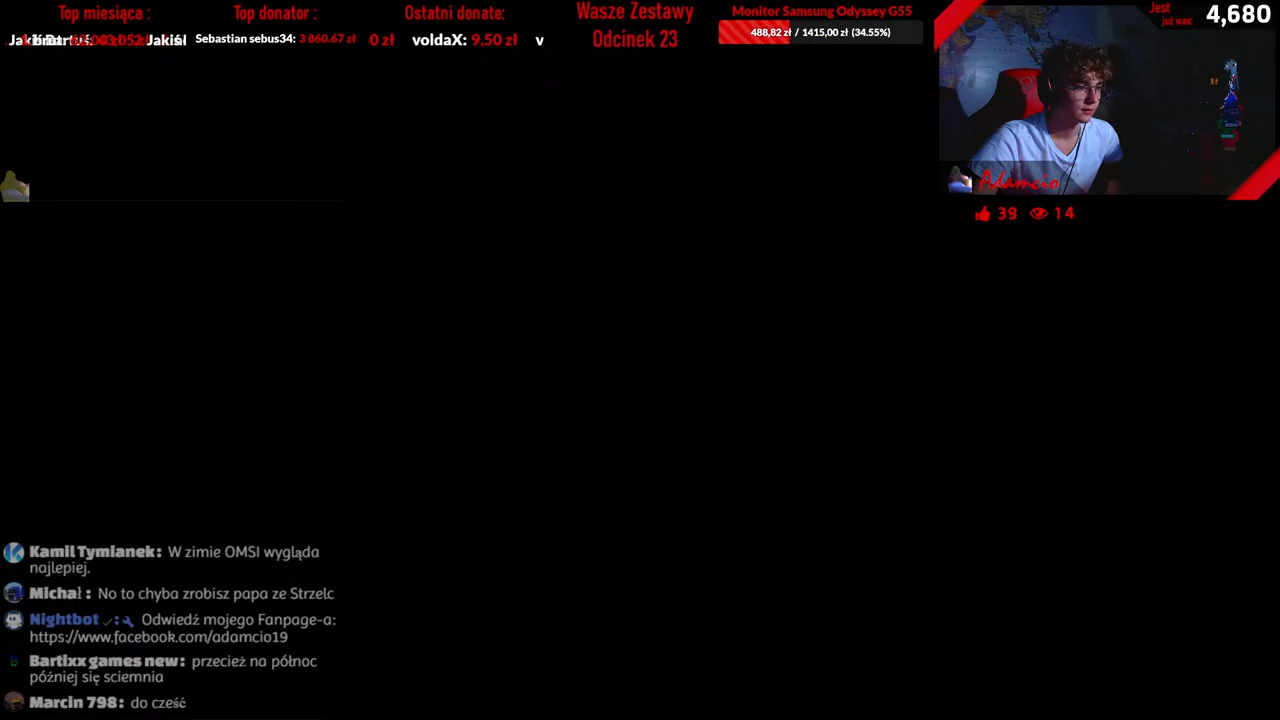 Top miesiąca :
Top donator :
Ostatni donate:
Wasze Zestawy
Odcinek 23
Monitor Samsung Odyssey G55
488,82 zł / 1415,00 zł (34.55%)
Jest
już was:
4,680
Sebastian sebus34: 3 860.67 zł
0 zł voldaX: 9,50 zł v
Adamcio
39 14
Kamil Tymianek: W zimie OMSI wygląda
najlepiej.
Michał : No to chyba zrobisz papa ze Strzelc
Nightbot : Odwiedź mojego Fanpage-a:
https://www.facebook.com/adamcio19
Bartixx games new: przecież na północ
później się sciemnia
Marcin 798: do cześć